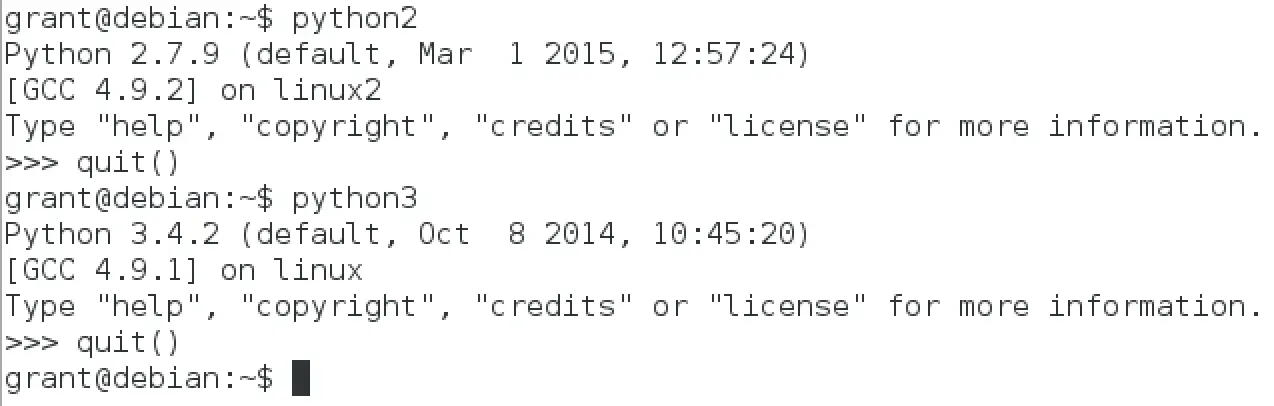 grant@debian:~$ python2
Python 2.7.9 (default, Mar  1 2015, 12:57:24)
[GCC 4.9.2] on linux2
Type "help", "copyright", "credits" or "license" for more information.
>>> quit()
grant@debian:~$ python3
Python 3.4.2 (default, Oct  8 2014, 10:45:20)
[GCC 4.9.1] on linux
Type "help", "copyright", "credits" or "license" for more information.
>>> quit()
grant@debian:~$